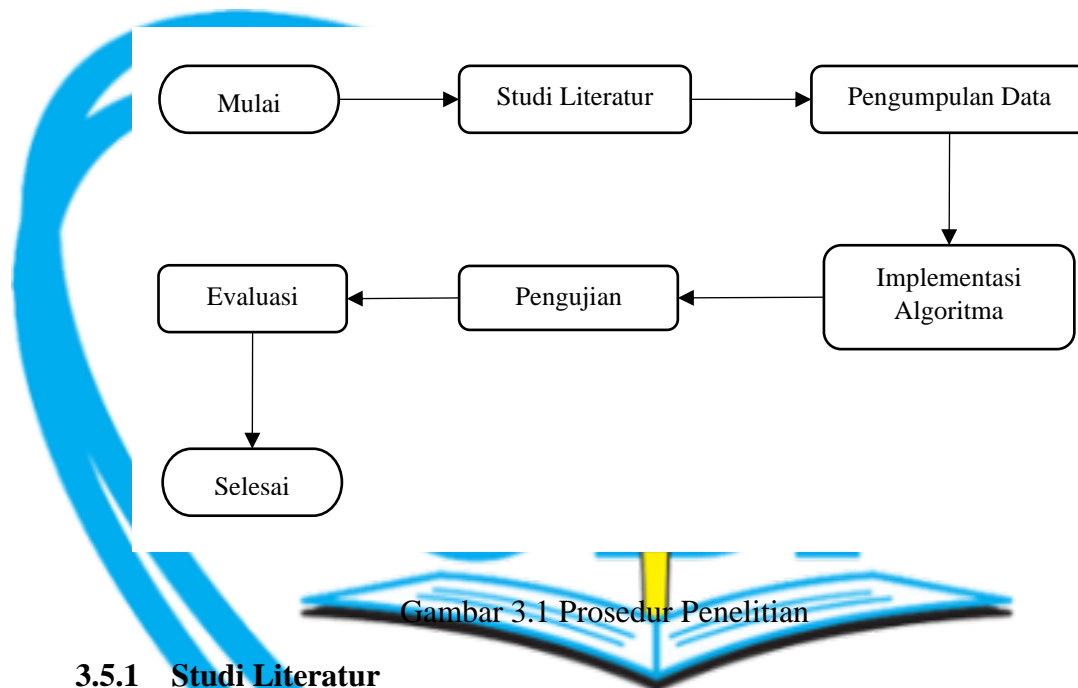 Mulai
Studi Literatur
Pengumpulan Data
Implementasi
Algoritma
Pengujian
Evaluasi
Selesai
Gambar 3.1 Prosedur Penelitian
3.5.1 Studi Literatur